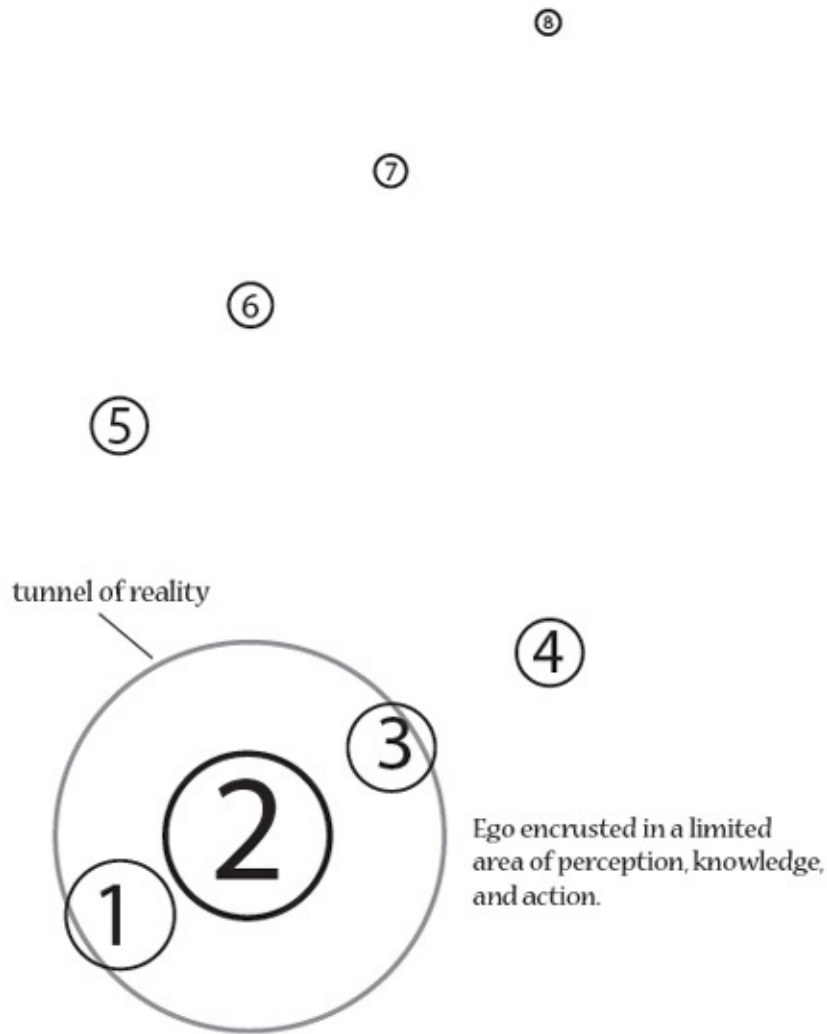 8
7
6
5
tunnel of reality
4
3
2
Ego encrusted in a limited
area of perception, knowledge,
and action.
1